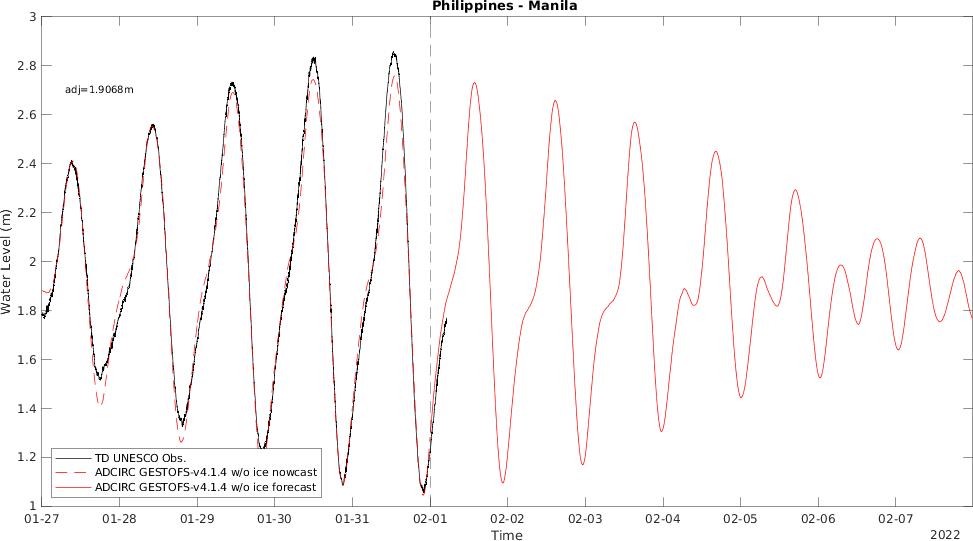 Philippines - Manila
3
2.8
adj=1.9068m
2.6
2.4
2.2
2
1.8
1.6
1.4
1.2
1
Water Level (m)
TD UNESCO Obs.
ADCIRC GESTOFS-v4.1.4 w/o ice nowcast
ADCIRC GESTOFS-v4.1.4 w/o ice forecast
01-27 01-28 01-29 01-30 01-31 02-01 02-02 02-03 02-04 02-05 02-06 02-07
Time
2022